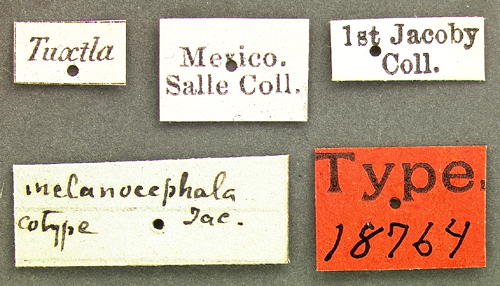 Tuxtla
Mexico.
Salle Coll.
1st Jacoby
Coll.
melanocephala
cotype Jac.
Type.
18764